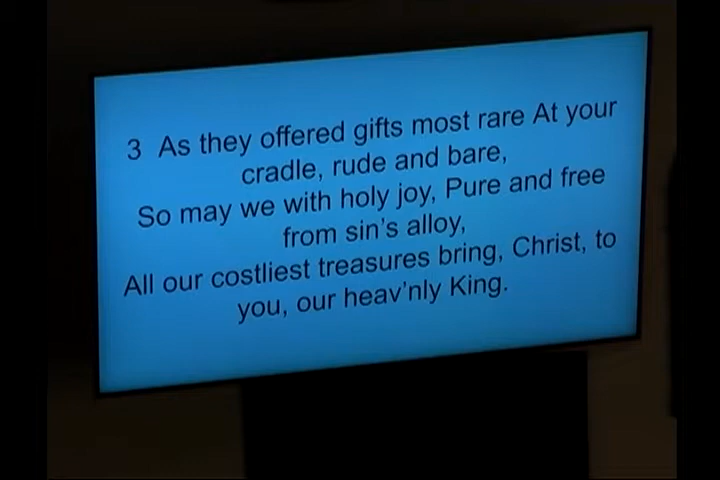 3 As they offered gifts most rare At your
cradle, rude and bare,
So may we with holy joy, Pure and free
from sin's alloy,
All our costliest treasures bring, Christ, to
you, our heav'nly King.